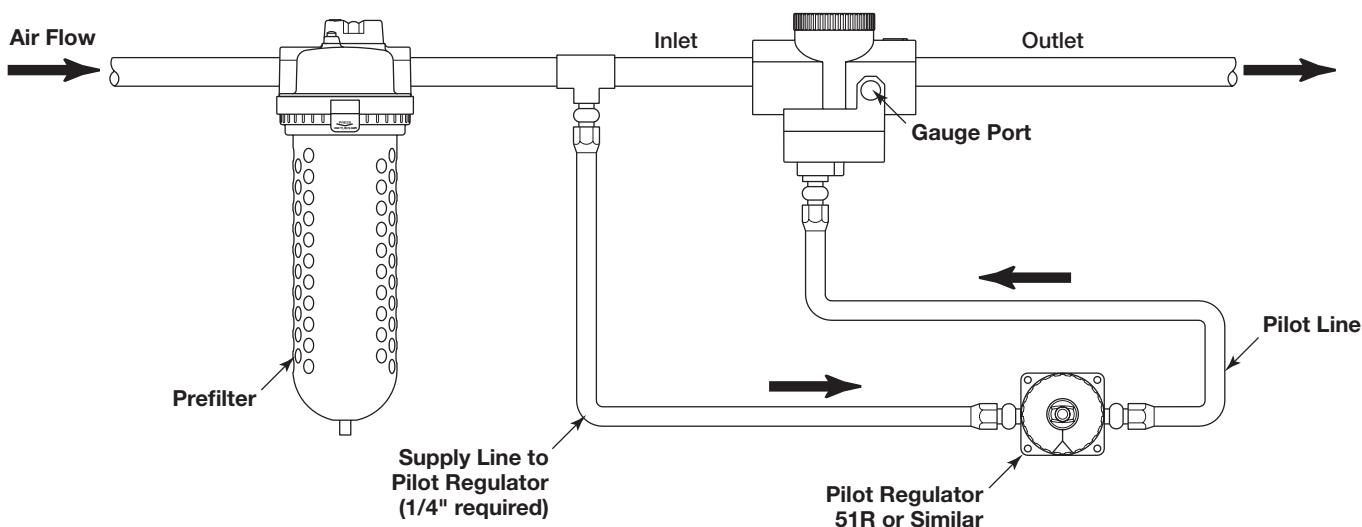 Air Flow
Inlet
Outlet
Gauge Port
Pilot Line
Prefilter
Supply Line to
Pilot Regulator
(1/4" required)
Pilot Regulator
51R or Similar